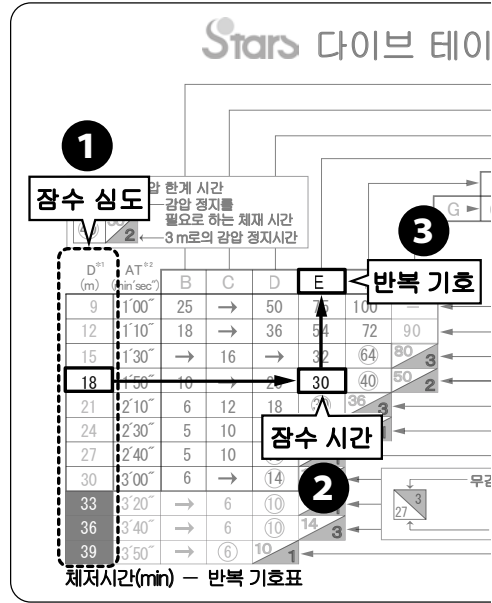 Stars 다이브 테이
1
잠수 심도
압 한계 시간
감압 정지를
필요로 하는 체재 시간
2 ← 3 m로의 감압 정지시간
3
G
반복 기호
D*1 (m) AT*2 (min´sec˝) B C D E
9 1´00˝ 25 → 50 75 100 —
12 1´10˝ 18 → 36 54 72 90
15 1´30˝ → 16 → 32 64 80 3
18 1´50˝ 10 → 30 40 50 2
21 2´10˝ 6 12 18 36 3
24 2´30˝ 5 10
잠수 시간
27 2´40˝ 5 10
30 3´00˝ 6 → 14
2
무감
33 3´20˝ → 6 10
3
27
36 3´40˝ → 6 10 14 3
39 3´50˝ → 6 10 1
체저시간(min) — 반복 기호표